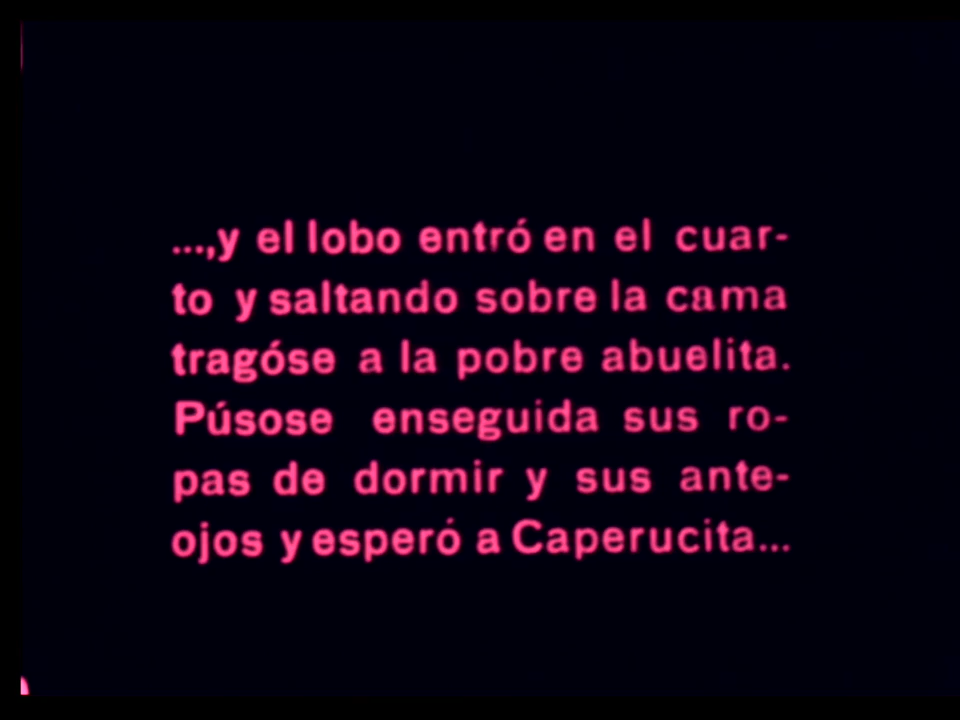 ...,y el lobo entró en el cuar-
to y saltando sobre la cama
tragóse a la pobre abuelita.
Púsose enseguida sus ro-
pas de dormir y sus ante-
ojos y esperó a Caperucita...